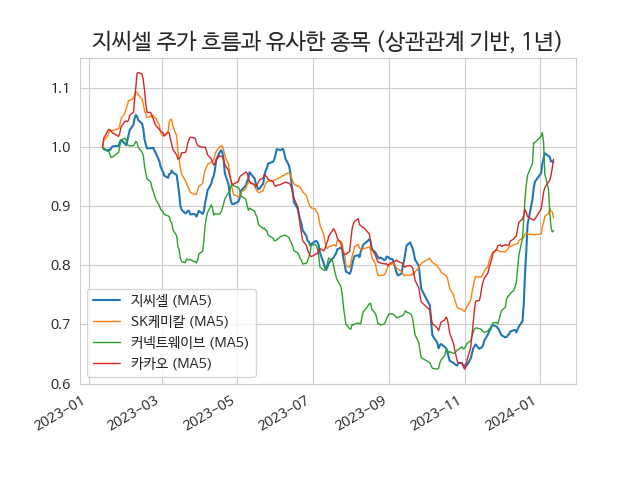 지씨셀 주가 흐름과 유사한 종목 (상관관계 기반, 1년)
1.1
1.0
0.9
0.8
0.7
0.6
지씨셀 (MA5)
SK케미칼 (MA5)
커넥트웨이브 (MA5)
카카오 (MA5)
2023-01
2023-03
2023-05
2023-07
2023-09
2023-11
2024-01